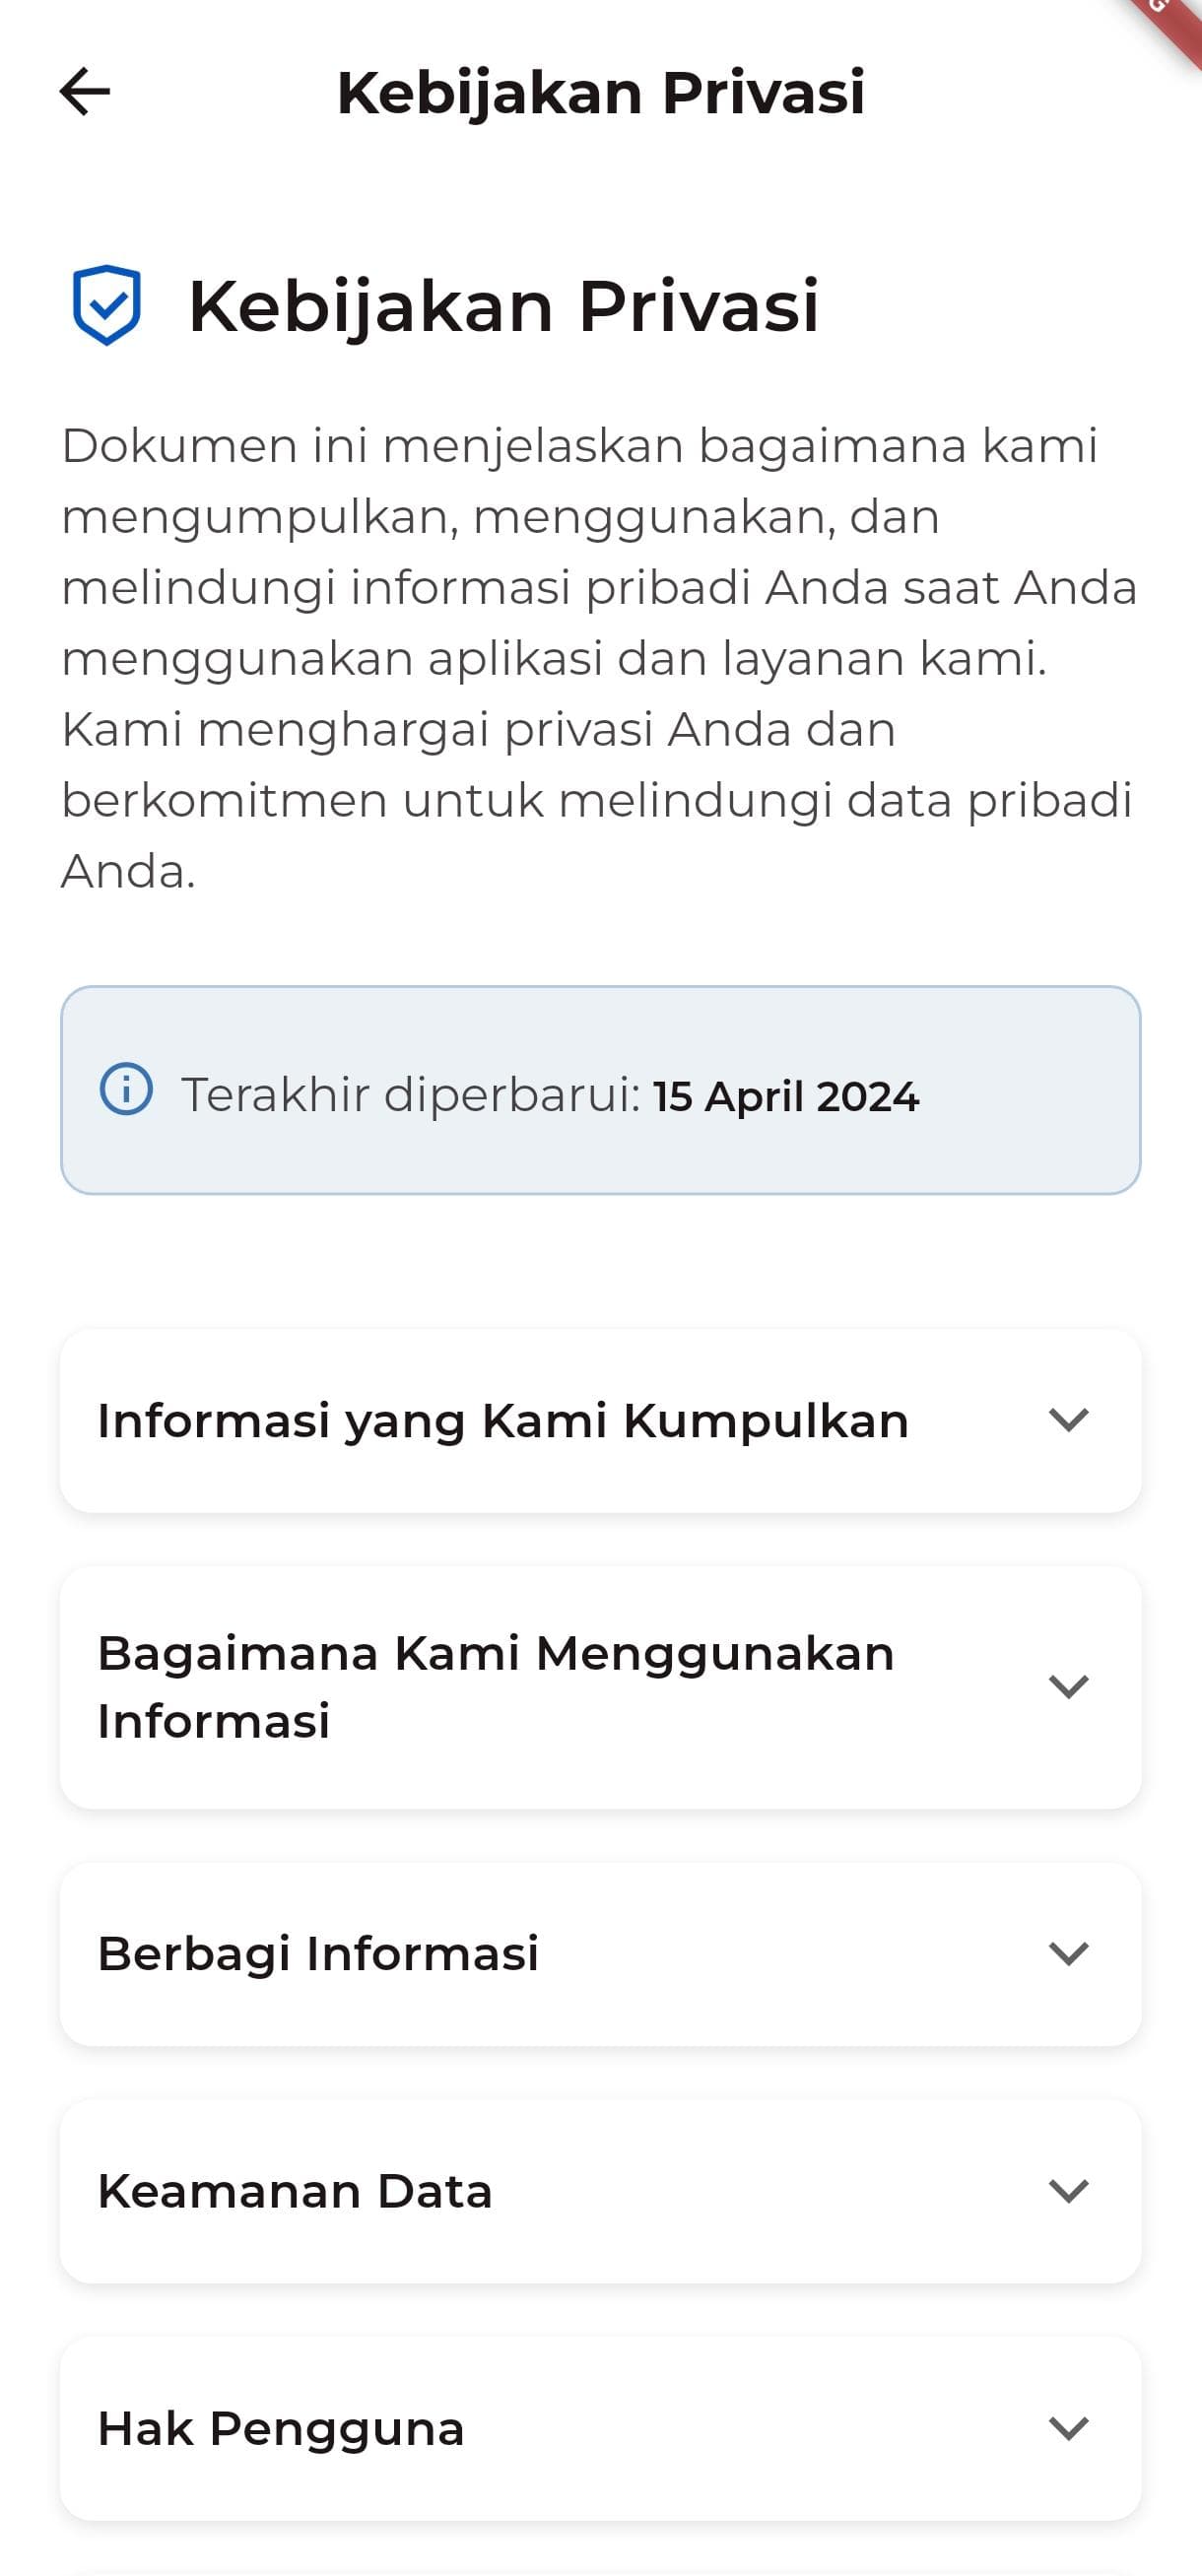 Kebijakan Privasi
Kebijakan Privasi
Dokumen ini menjelaskan bagaimana kami
mengumpulkan, menggunakan, dan
melindungi informasi pribadi Anda saat Anda
menggunakan aplikasi dan layanan kami.
Kami menghargai privasi Anda dan
berkomitmen untuk melindungi data pribadi
Anda.
Terakhir diperbarui: 15 April 2024
Informasi yang Kami Kumpulkan
Bagaimana Kami Menggunakan
Informasi
Berbagi Informasi
Keamanan Data
Hak Pengguna